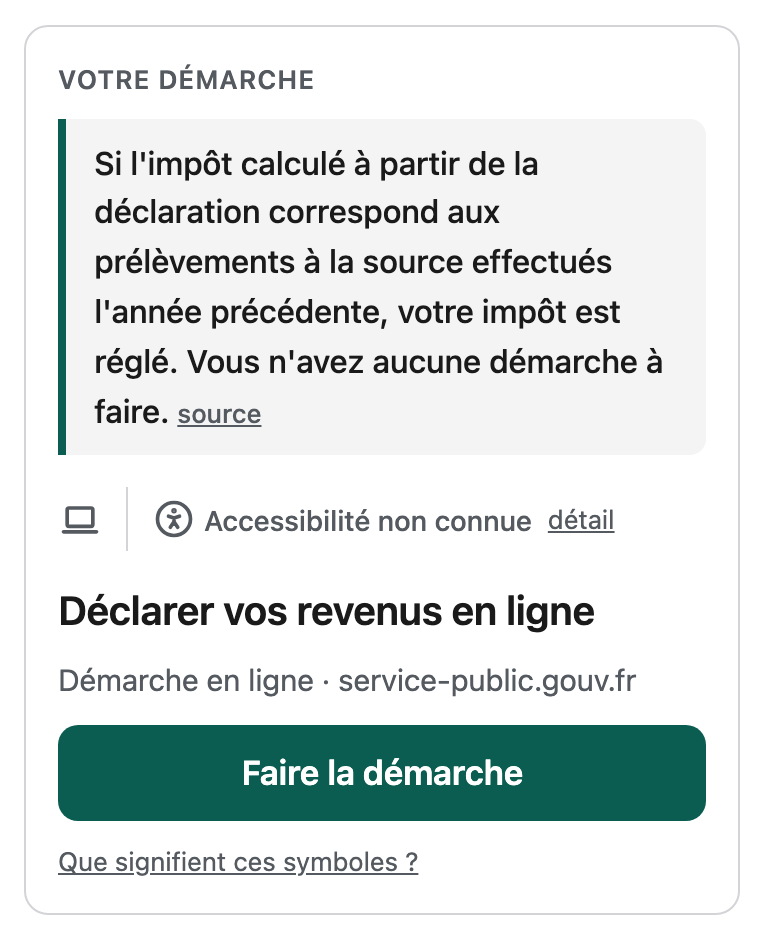 VOTRE DÉMARCHE
Si l'impôt calculé à partir de la
déclaration correspond aux
prélèvements à la source effectués
l'année précédente, votre impôt est
réglé. Vous n'avez aucune démarche à
faire. source
Accessibilité non connue détail
Déclarer vos revenus en ligne
Démarche en ligne · service-public.gouv.fr
Faire la démarche
Que signifient ces symboles ?